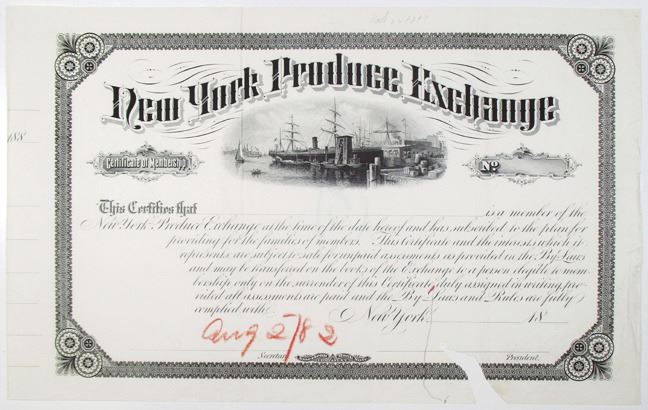 New York Produce Exchange
188
Certificate of Membership
No.
This Certifies that
is a member of the
New York Produce Exchange at the time of the date hereof and has subscribed to the plan for
providing for the families of members. This Certificate and the interests which it
represents are subject to sale for unpaid assessments as provided in the By Laws
and may be transferred on the books of the Exchange to a person eligible to mem-
bership only on the surrender of this Certificate, duly assigned in writing, pro-
vided all assessments are paid and the By Laws and Rules are fully
complied with.
New York 18
Aug 2/82
Secretary. President.